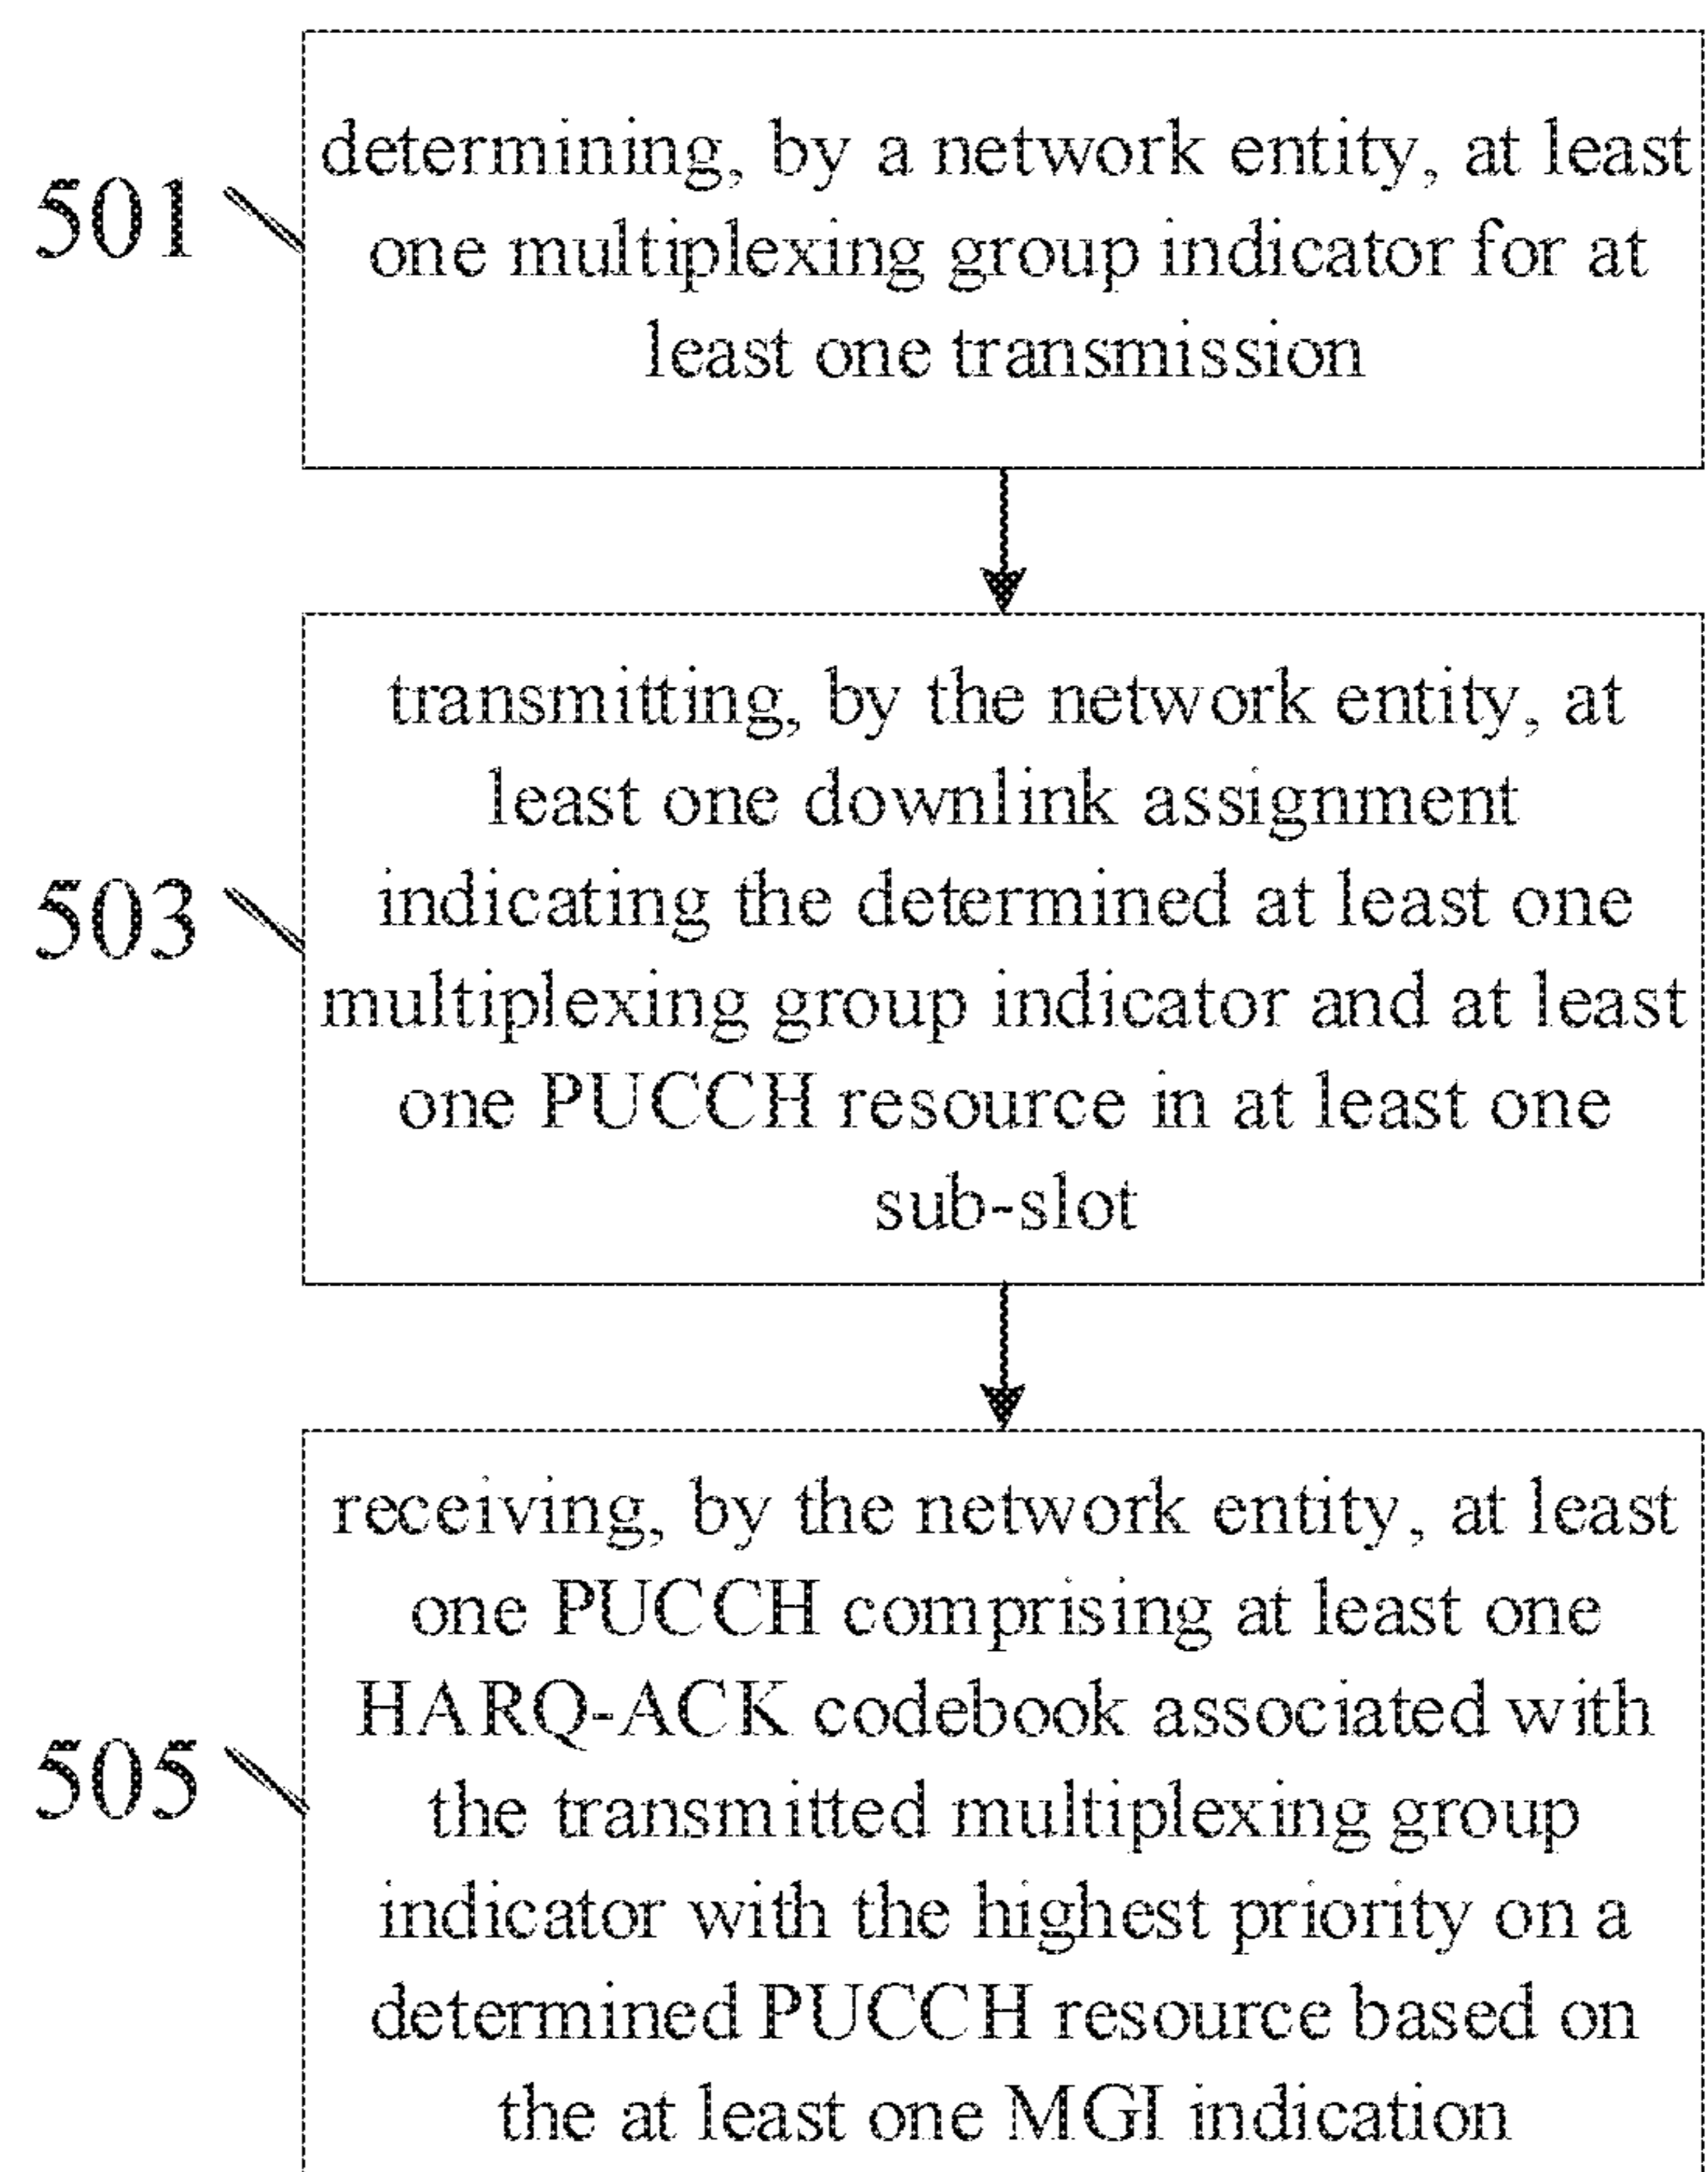 501
determining, by a network entity, at least
one multiplexing group indicator for at
least one transmission
503
transmitting, by the network entity, at
least one downlink assignment
indicating the determined at least one
multiplexing group indicator and at least
one PUCCH resource in at least one
sub-slot
505
receiving, by the network entity, at least
one PUCCH comprising at least one
HARQ-ACK codebook associated with
the transmitted multiplexing group
indicator with the highest priority on a
determined PUCCH resource based on
the at least one MGI indication